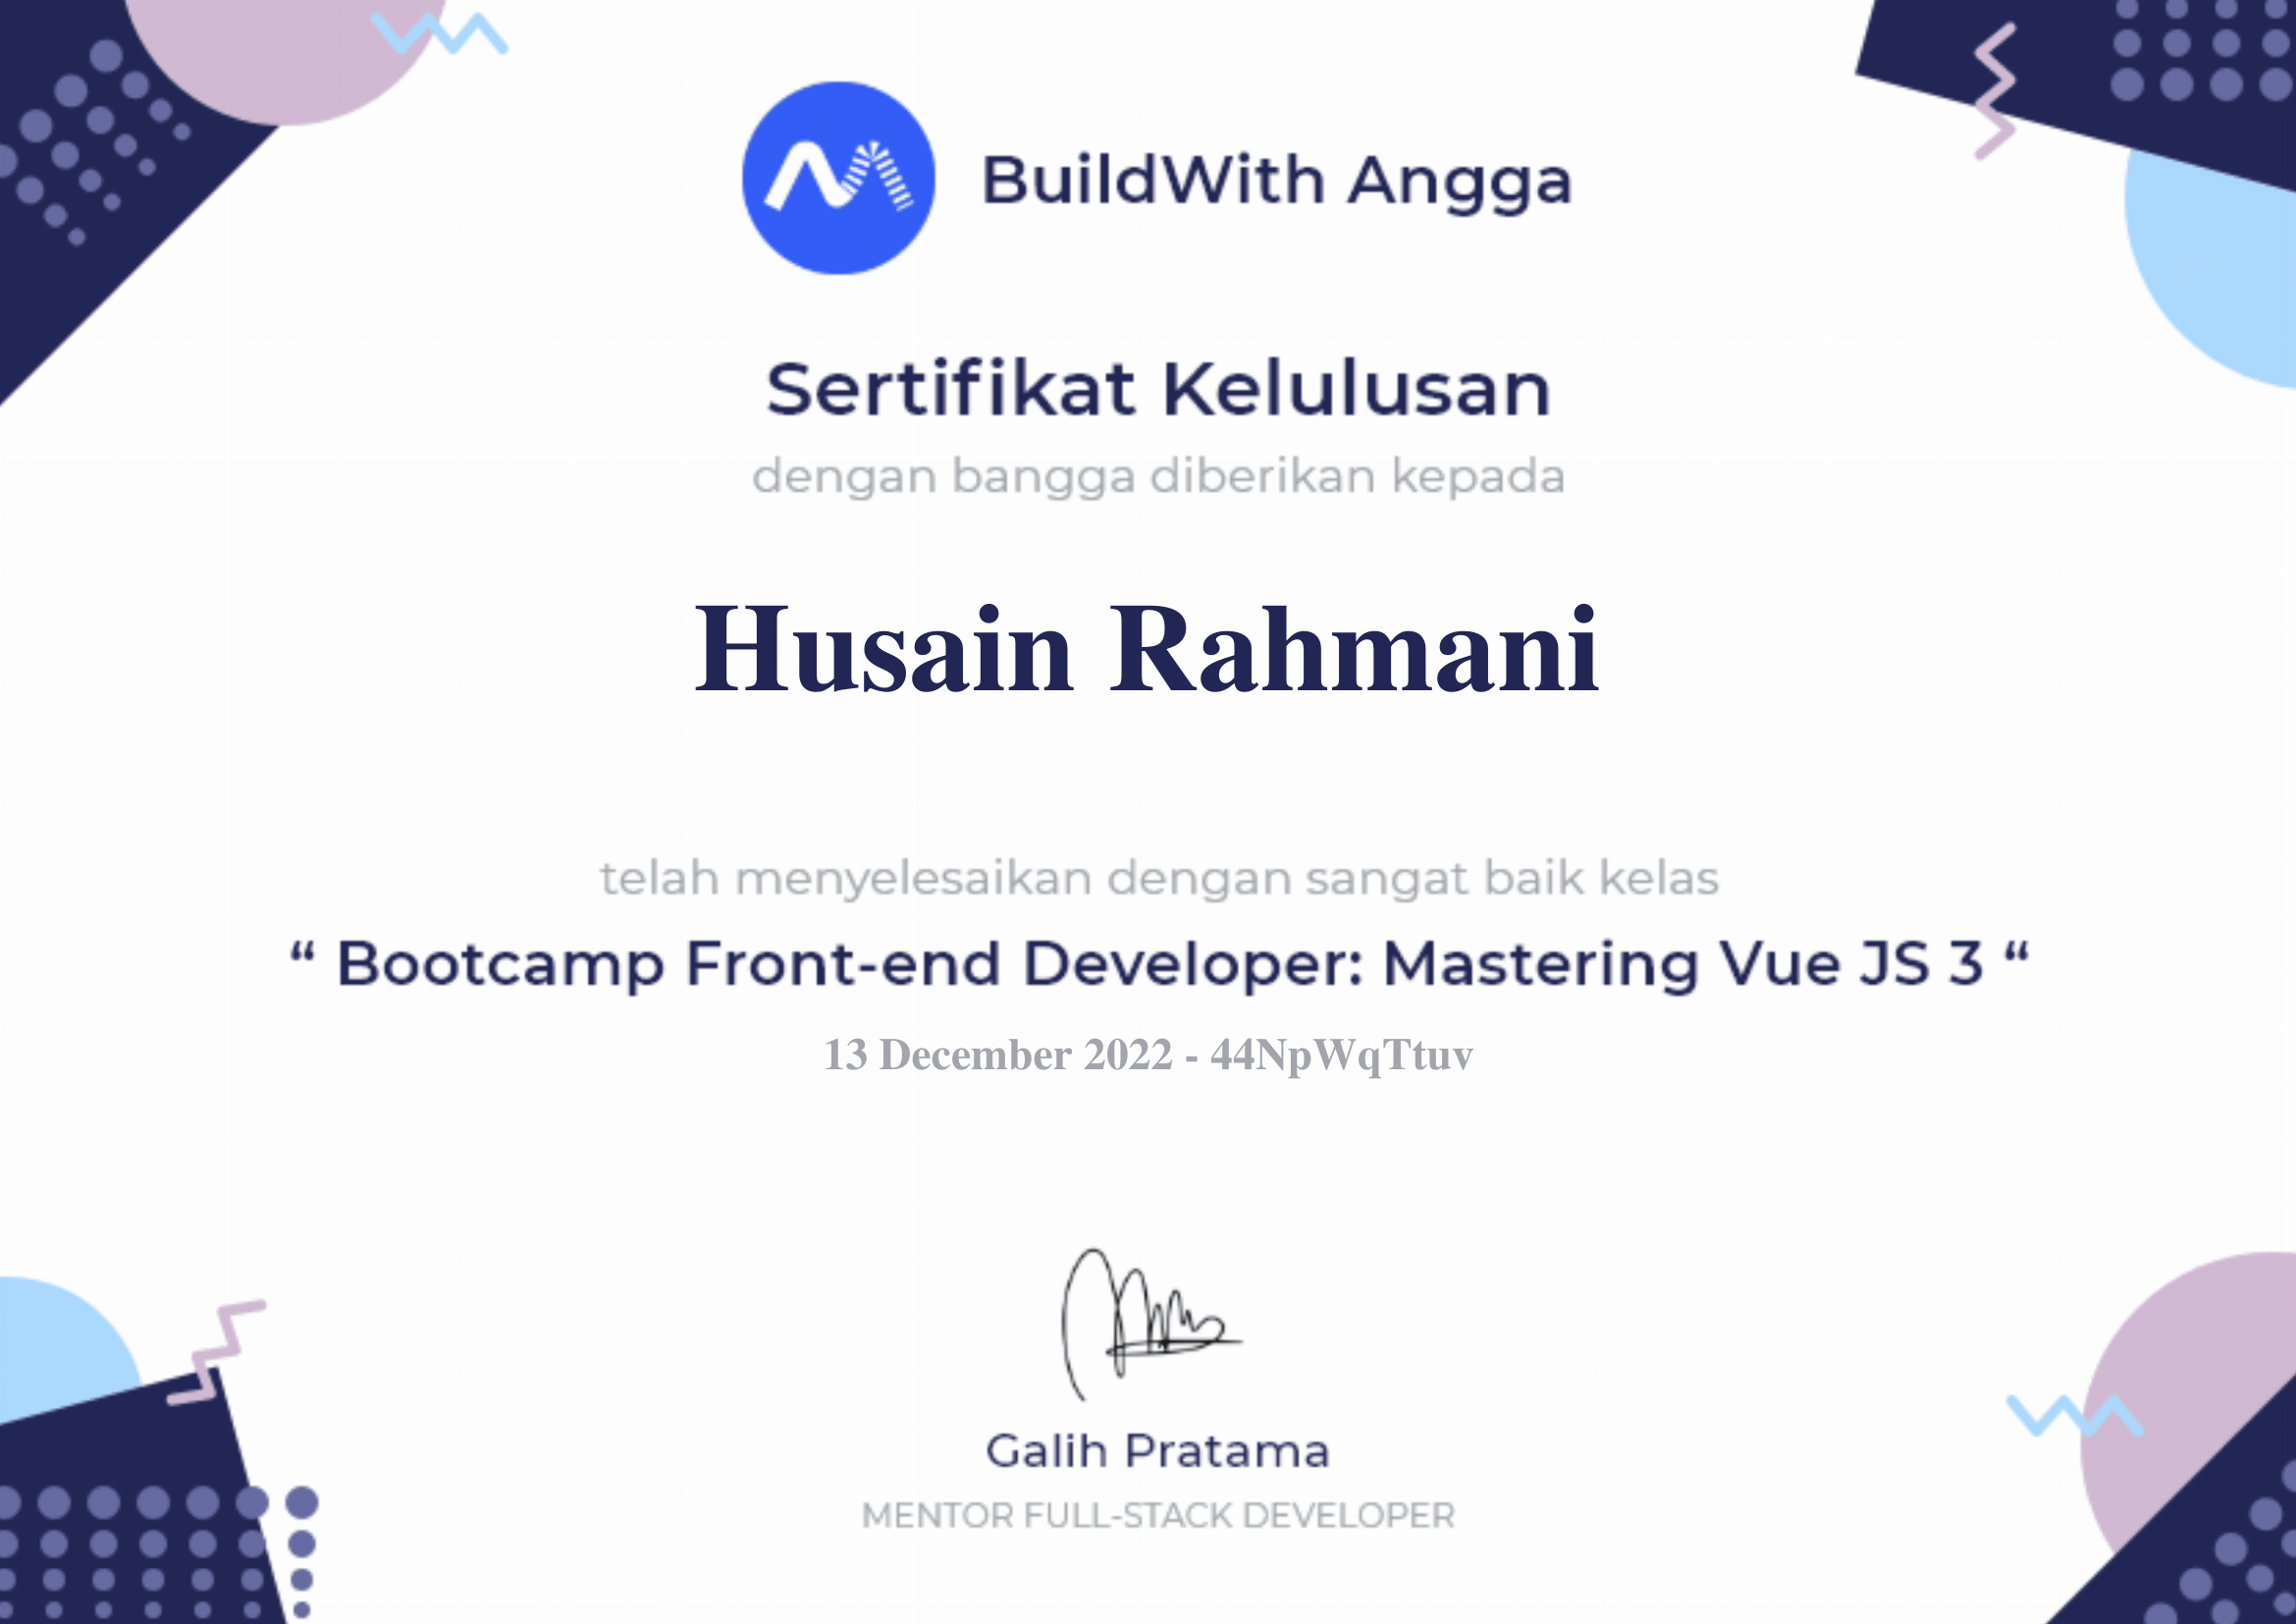 BuildWith Angga
Sertifikat Kelulusan
dengan bangga diberikan kepada
Husain Rahmani
telah menyelesaikan dengan sangat baik kelas
“ Bootcamp Front-end Developer: Mastering Vue JS 3 “
13 December 2022 - 44NpWqTtuv
Galih Pratama
MENTOR FULL-STACK DEVELOPER